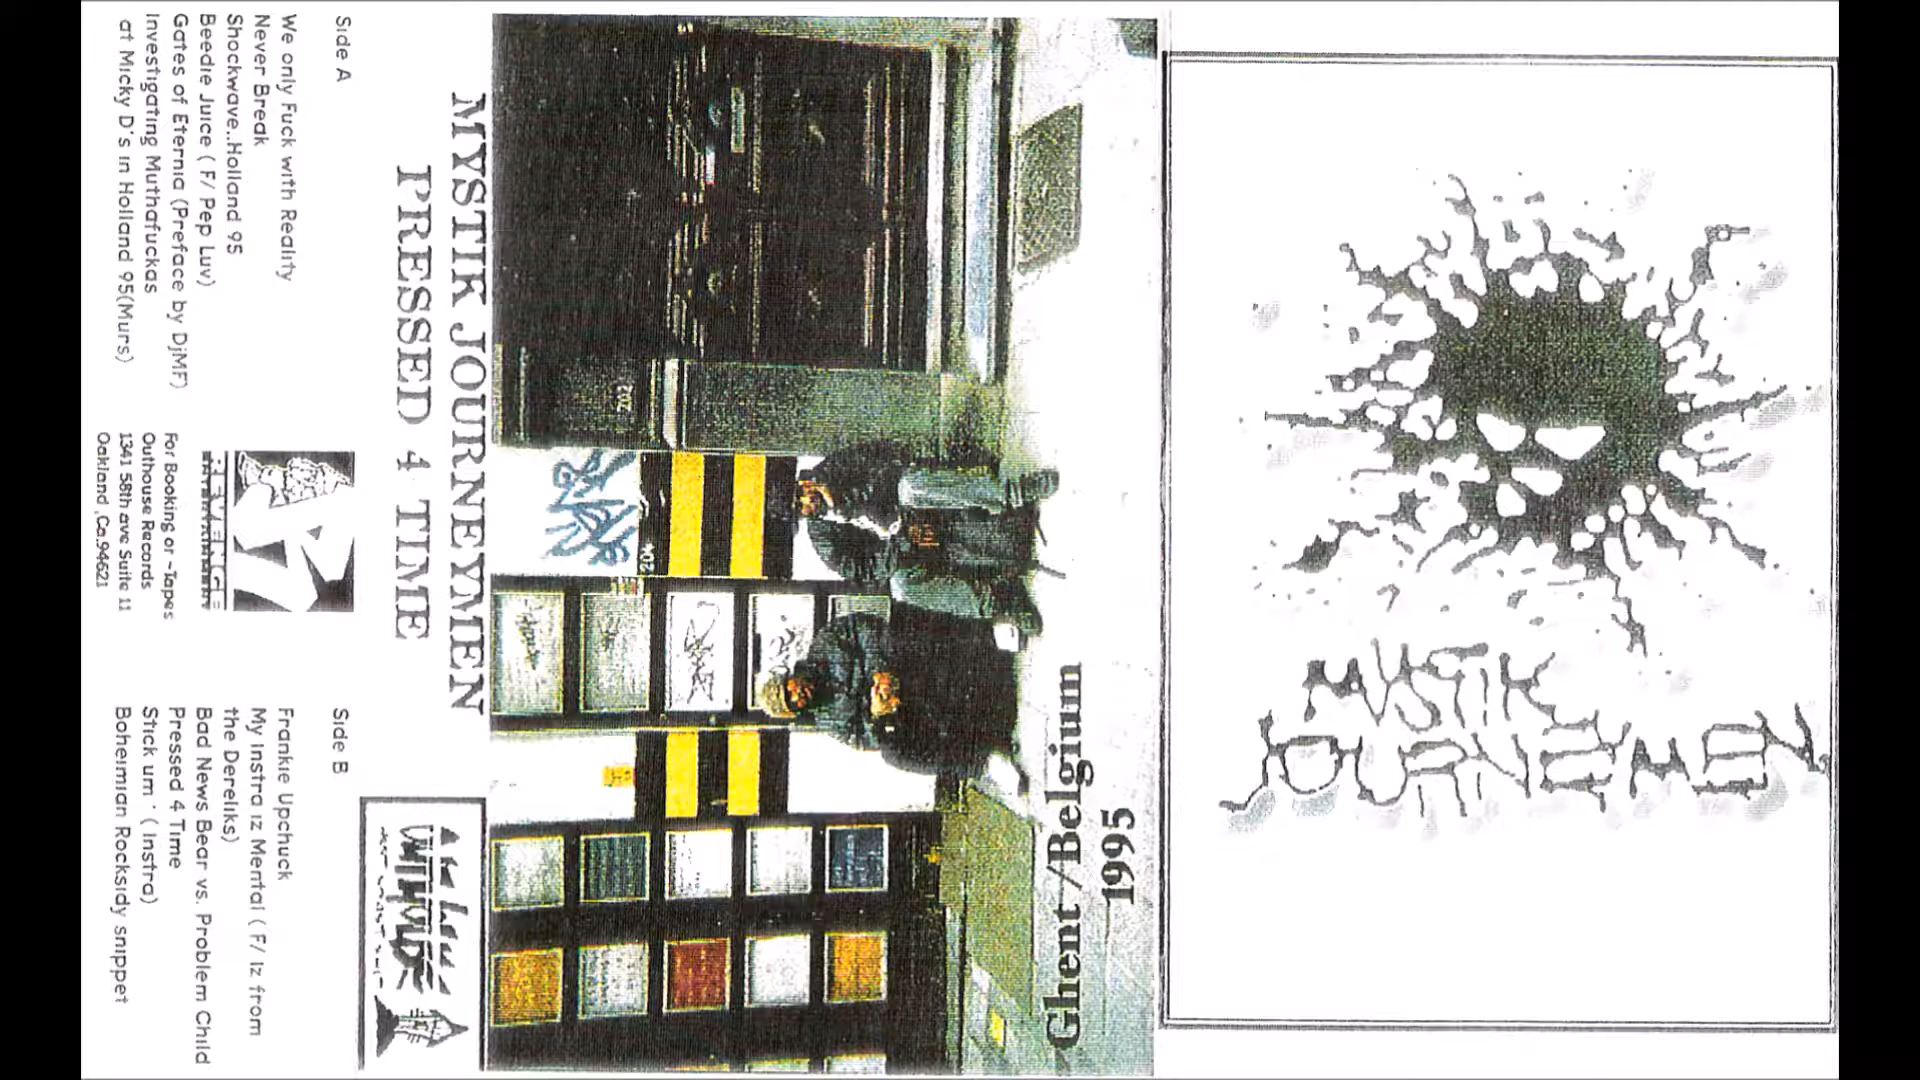 Side A
We only Fuck with Reality
Never Break
Shockwave..Holland 95
Beedie Juice ( F/ Pep Luv)
Gates of Eternia (Preface by DjMF)
Investigating Muthafuckas
at Micky D's in Holland 95(Murs)
For Booking or -Tapes
Outhouse Records
1341 58th ave Suite 11
Oakland ,Ca.94621
Side B
Frankie Upchuck
My Instra iz Mental ( F/ Iz from
the Dereliks)
Bad News Bear vs. Problem Child
Pressed 4 Time
Stick um ' ( Instra)
Boheimian Rocksidy snippet
MYSTIK JOURNEYMEN
PRESSED 4 TIME
202
204
Ghent /Belgium
1995